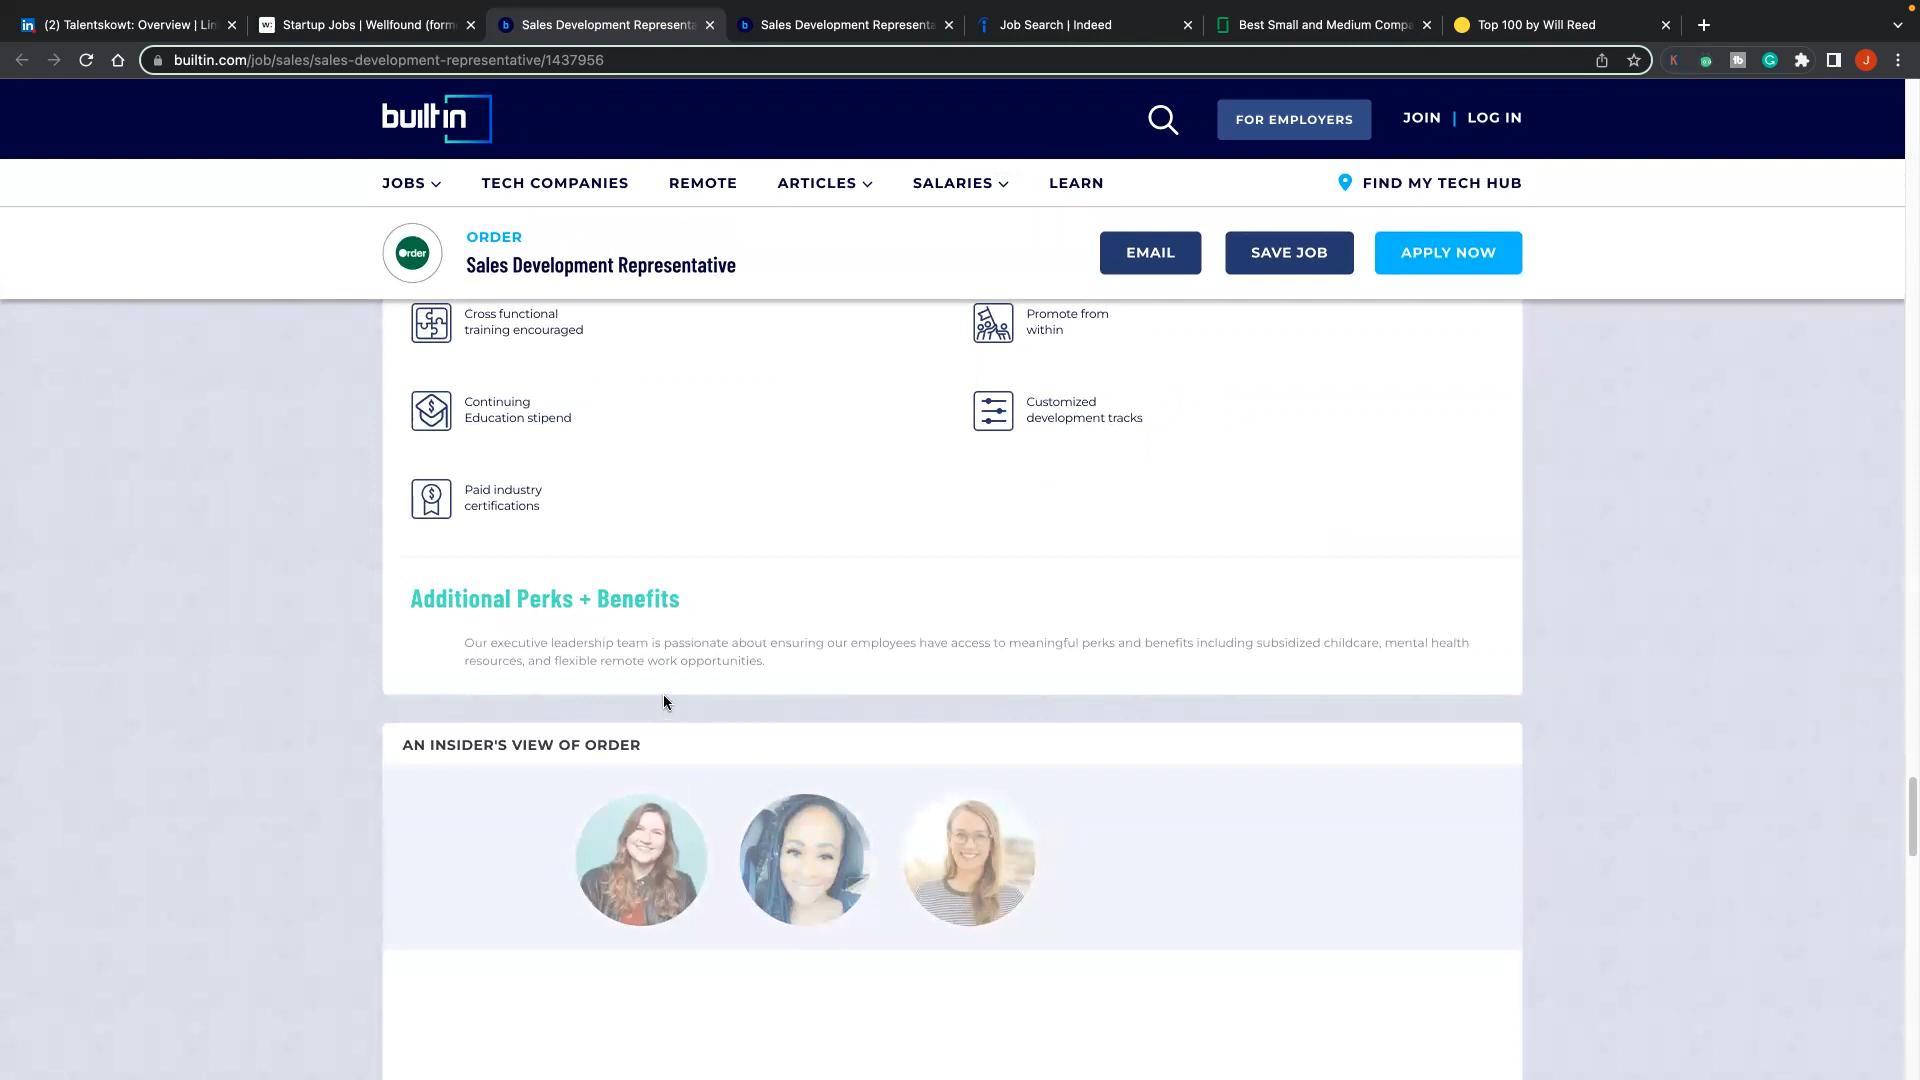 (2) Talentskowt: Overview | Lin
Startup Jobs | Wellfound (form
Sales Development Representa
Sales Development Representa
Job Search | Indeed
Best Small and Medium Compa
Top 100 by Will Reed
builtin.com/job/sales/sales-development-representative/1437956
J
builtin
FOR EMPLOYERS
JOIN | LOG IN
JOBS
TECH COMPANIES
REMOTE
ARTICLES
SALARIES
LEARN
FIND MY TECH HUB
Order
ORDER
Sales Development Representative
EMAIL
SAVE JOB
APPLY NOW
Cross functional
training encouraged
Promote from
within
Continuing
Education stipend
Customized
development tracks
Paid industry
certifications
Additional Perks + Benefits
Our executive leadership team is passionate about ensuring our employees have access to meaningful perks and benefits including subsidized childcare, mental health
resources, and flexible remote work opportunities.
AN INSIDER'S VIEW OF ORDER